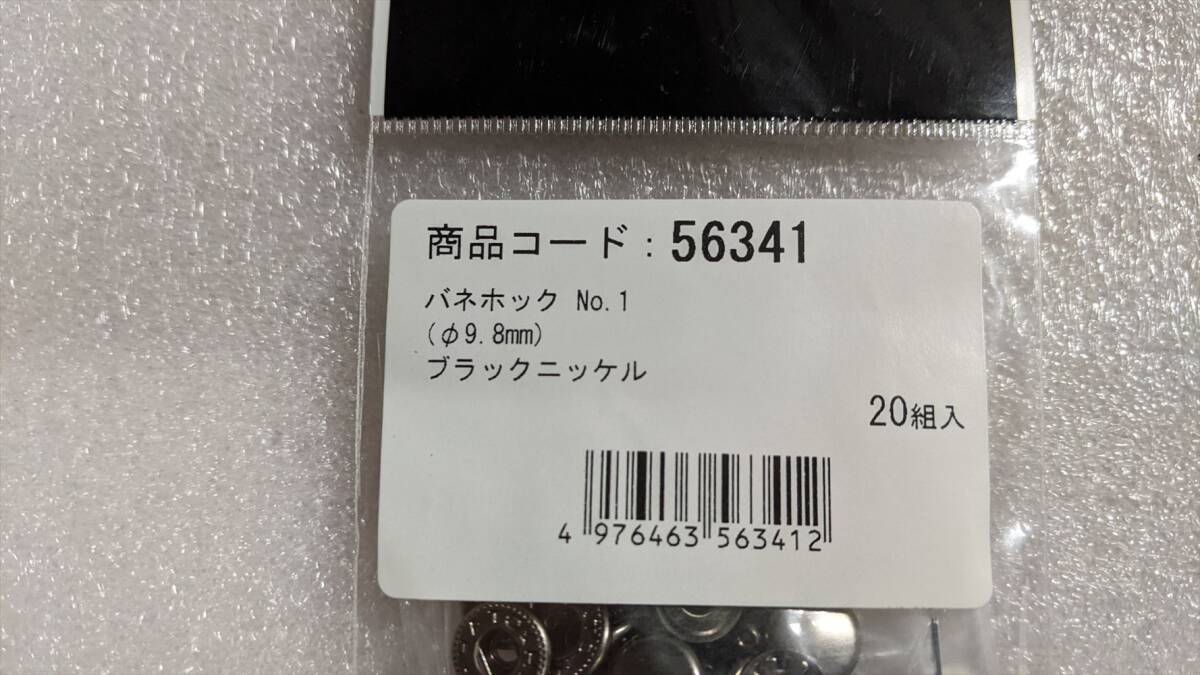 商品コード：56341
バネホック No.1
(φ9.8mm)
ブラックニッケル
20組入
4 976463 563412